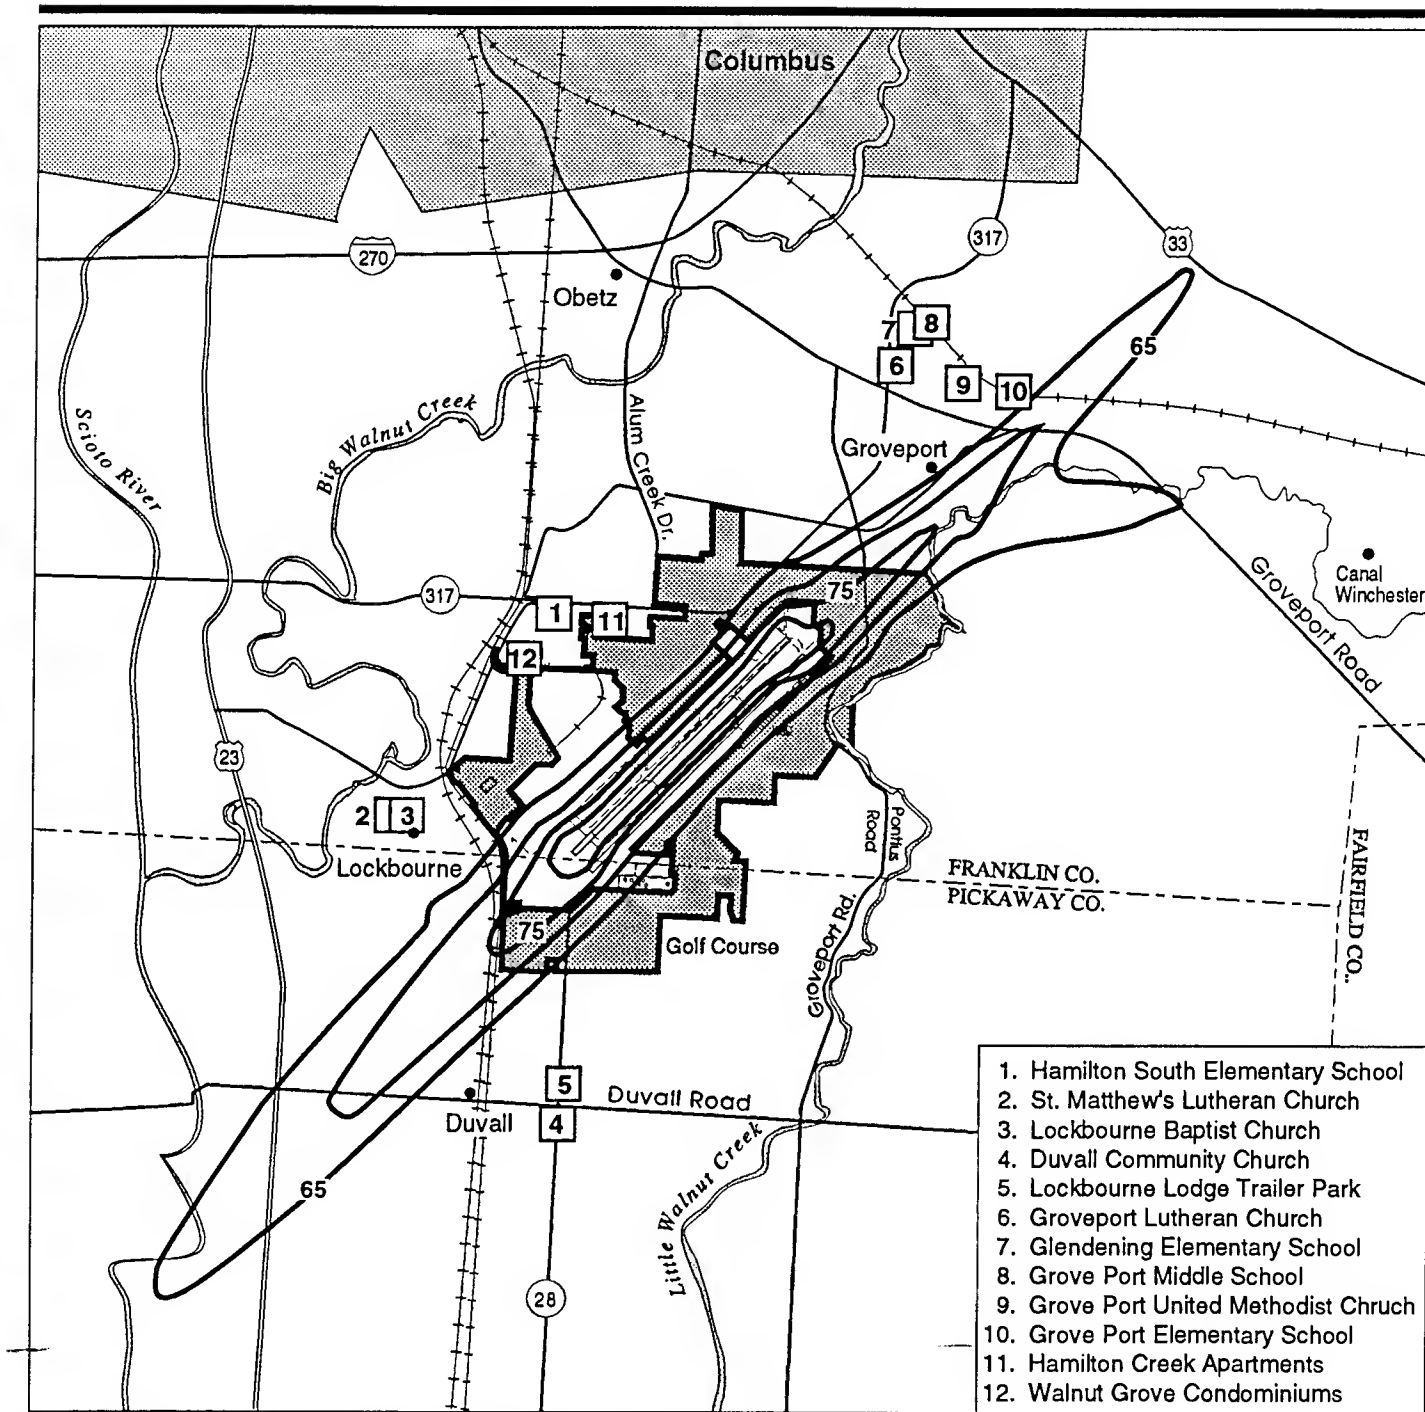 Columbus
270
317
33
Obetz
65
7
8
6
9
10
Big Walnut Creek
Scioto River
Alum Creek Dr.
Groveport
Groveport Road
Canal
Winchester
75
317
1
11
12
23
2
3
Lockbourne
Pontius
Road
FRANKLIN CO.
PICKAWAY CO.
FAIRFIELD CO.
75
Golf Course
Groveport Rd.
5
Duvall Road
Duvall
4
Little Walnut Creek
65
28
1. Hamilton South Elementary School
2. St. Matthew's Lutheran Church
3. Lockbourne Baptist Church
4. Duvall Community Church
5. Lockbourne Lodge Trailer Park
6. Groveport Lutheran Church
7. Glendening Elementary School
8. Grove Port Middle School
9. Grove Port United Methodist Chruch
10. Grove Port Elementary School
11. Hamilton Creek Apartments
12. Walnut Grove Condominiums